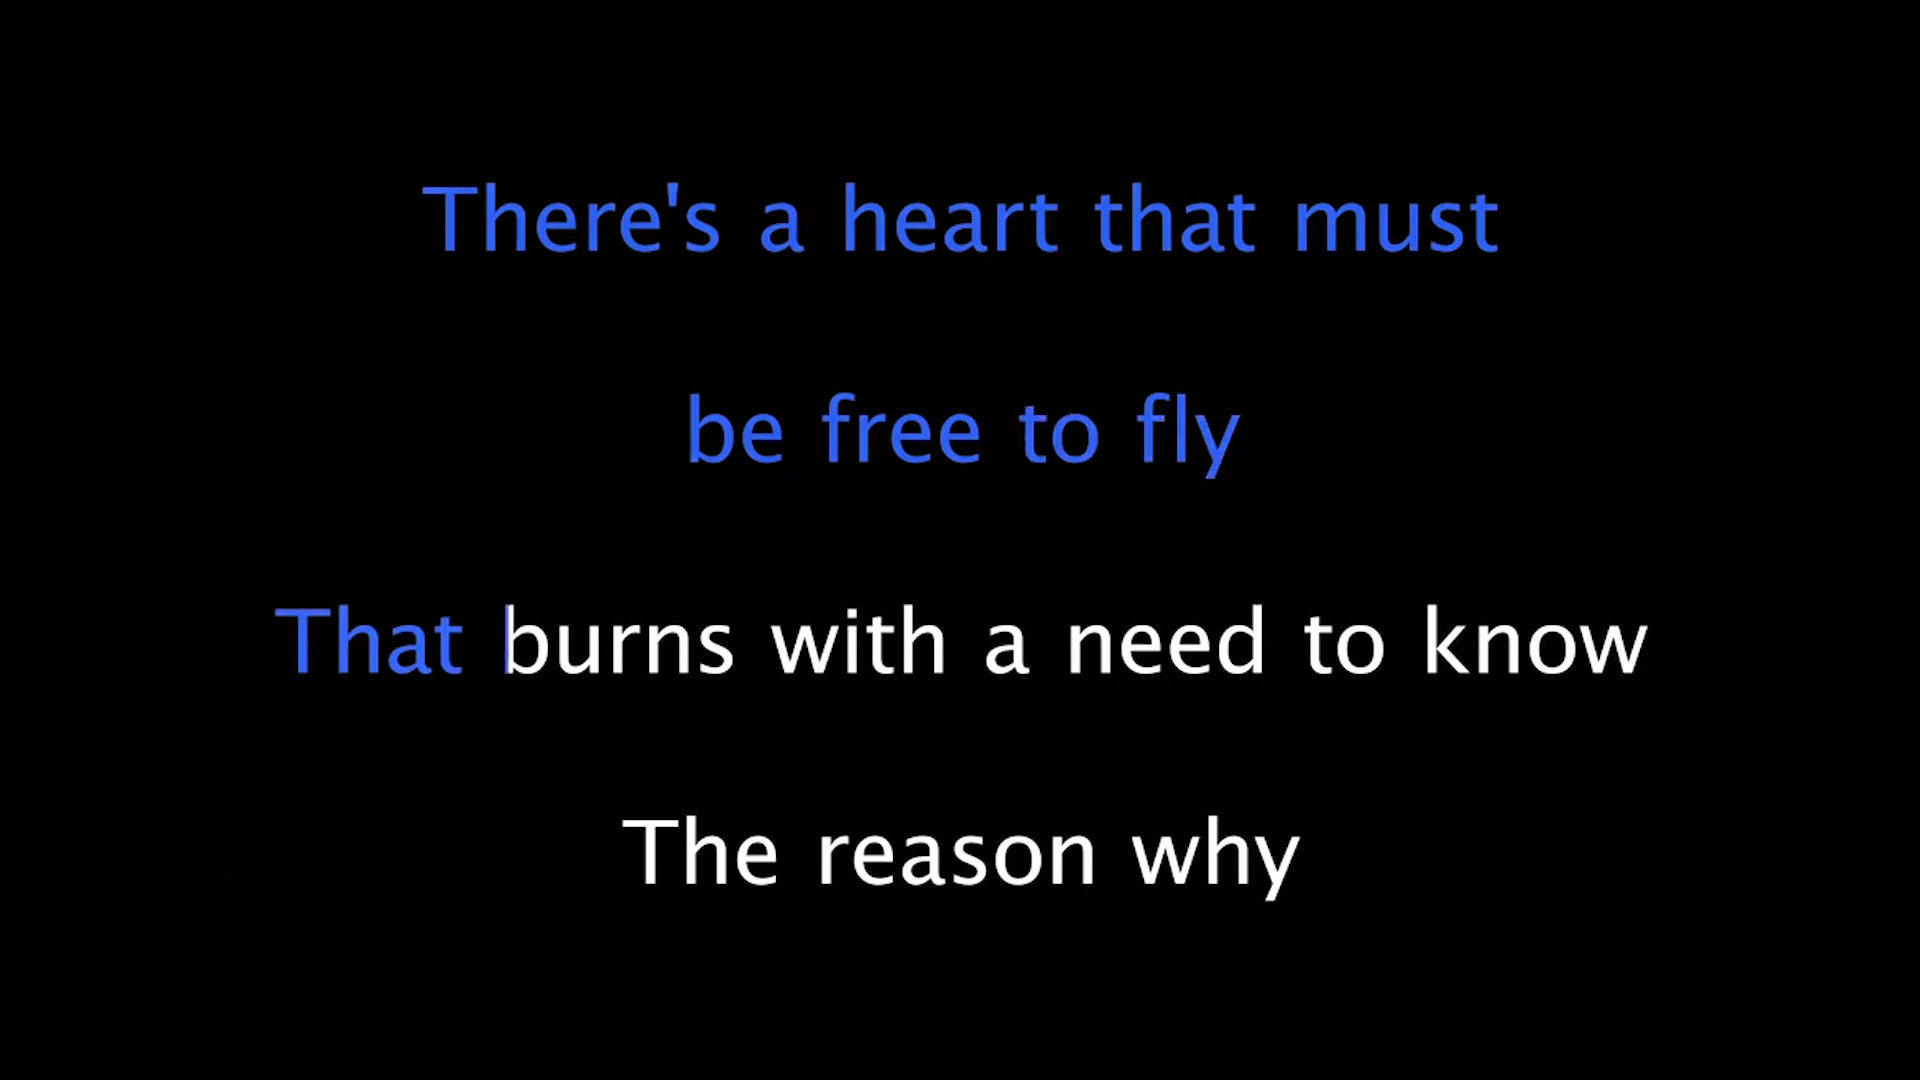 There's a heart that must
be free to fly
That burns with a need to know
The reason why